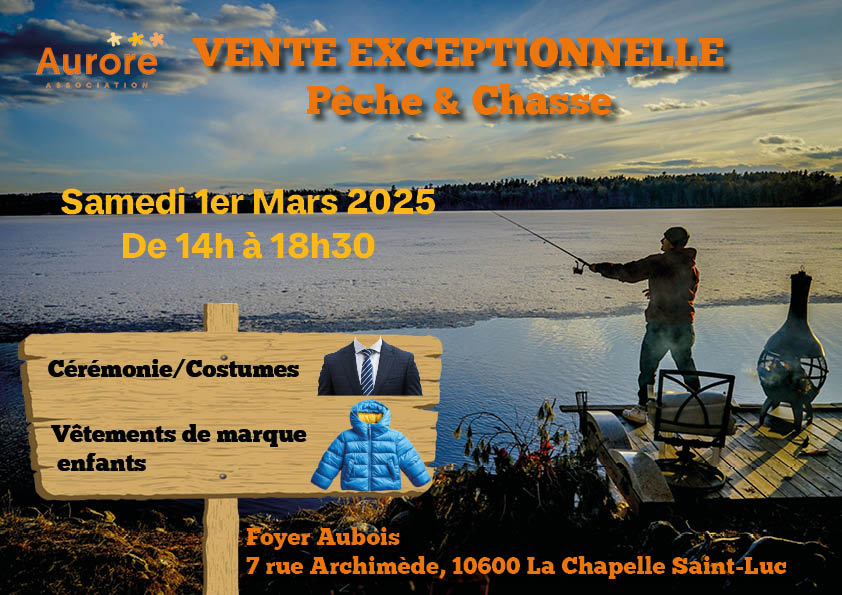 Aurore
ASSOCIATION
VENTE EXCEPTIONNELLE
Pêche & Chasse
Samedi 1er Mars 2025
De 14h à 18h30
Cérémonie/Costumes
Vêtements de marque
enfants
Foyer Aubois
7 rue Archimède, 10600 La Chapelle Saint-Luc